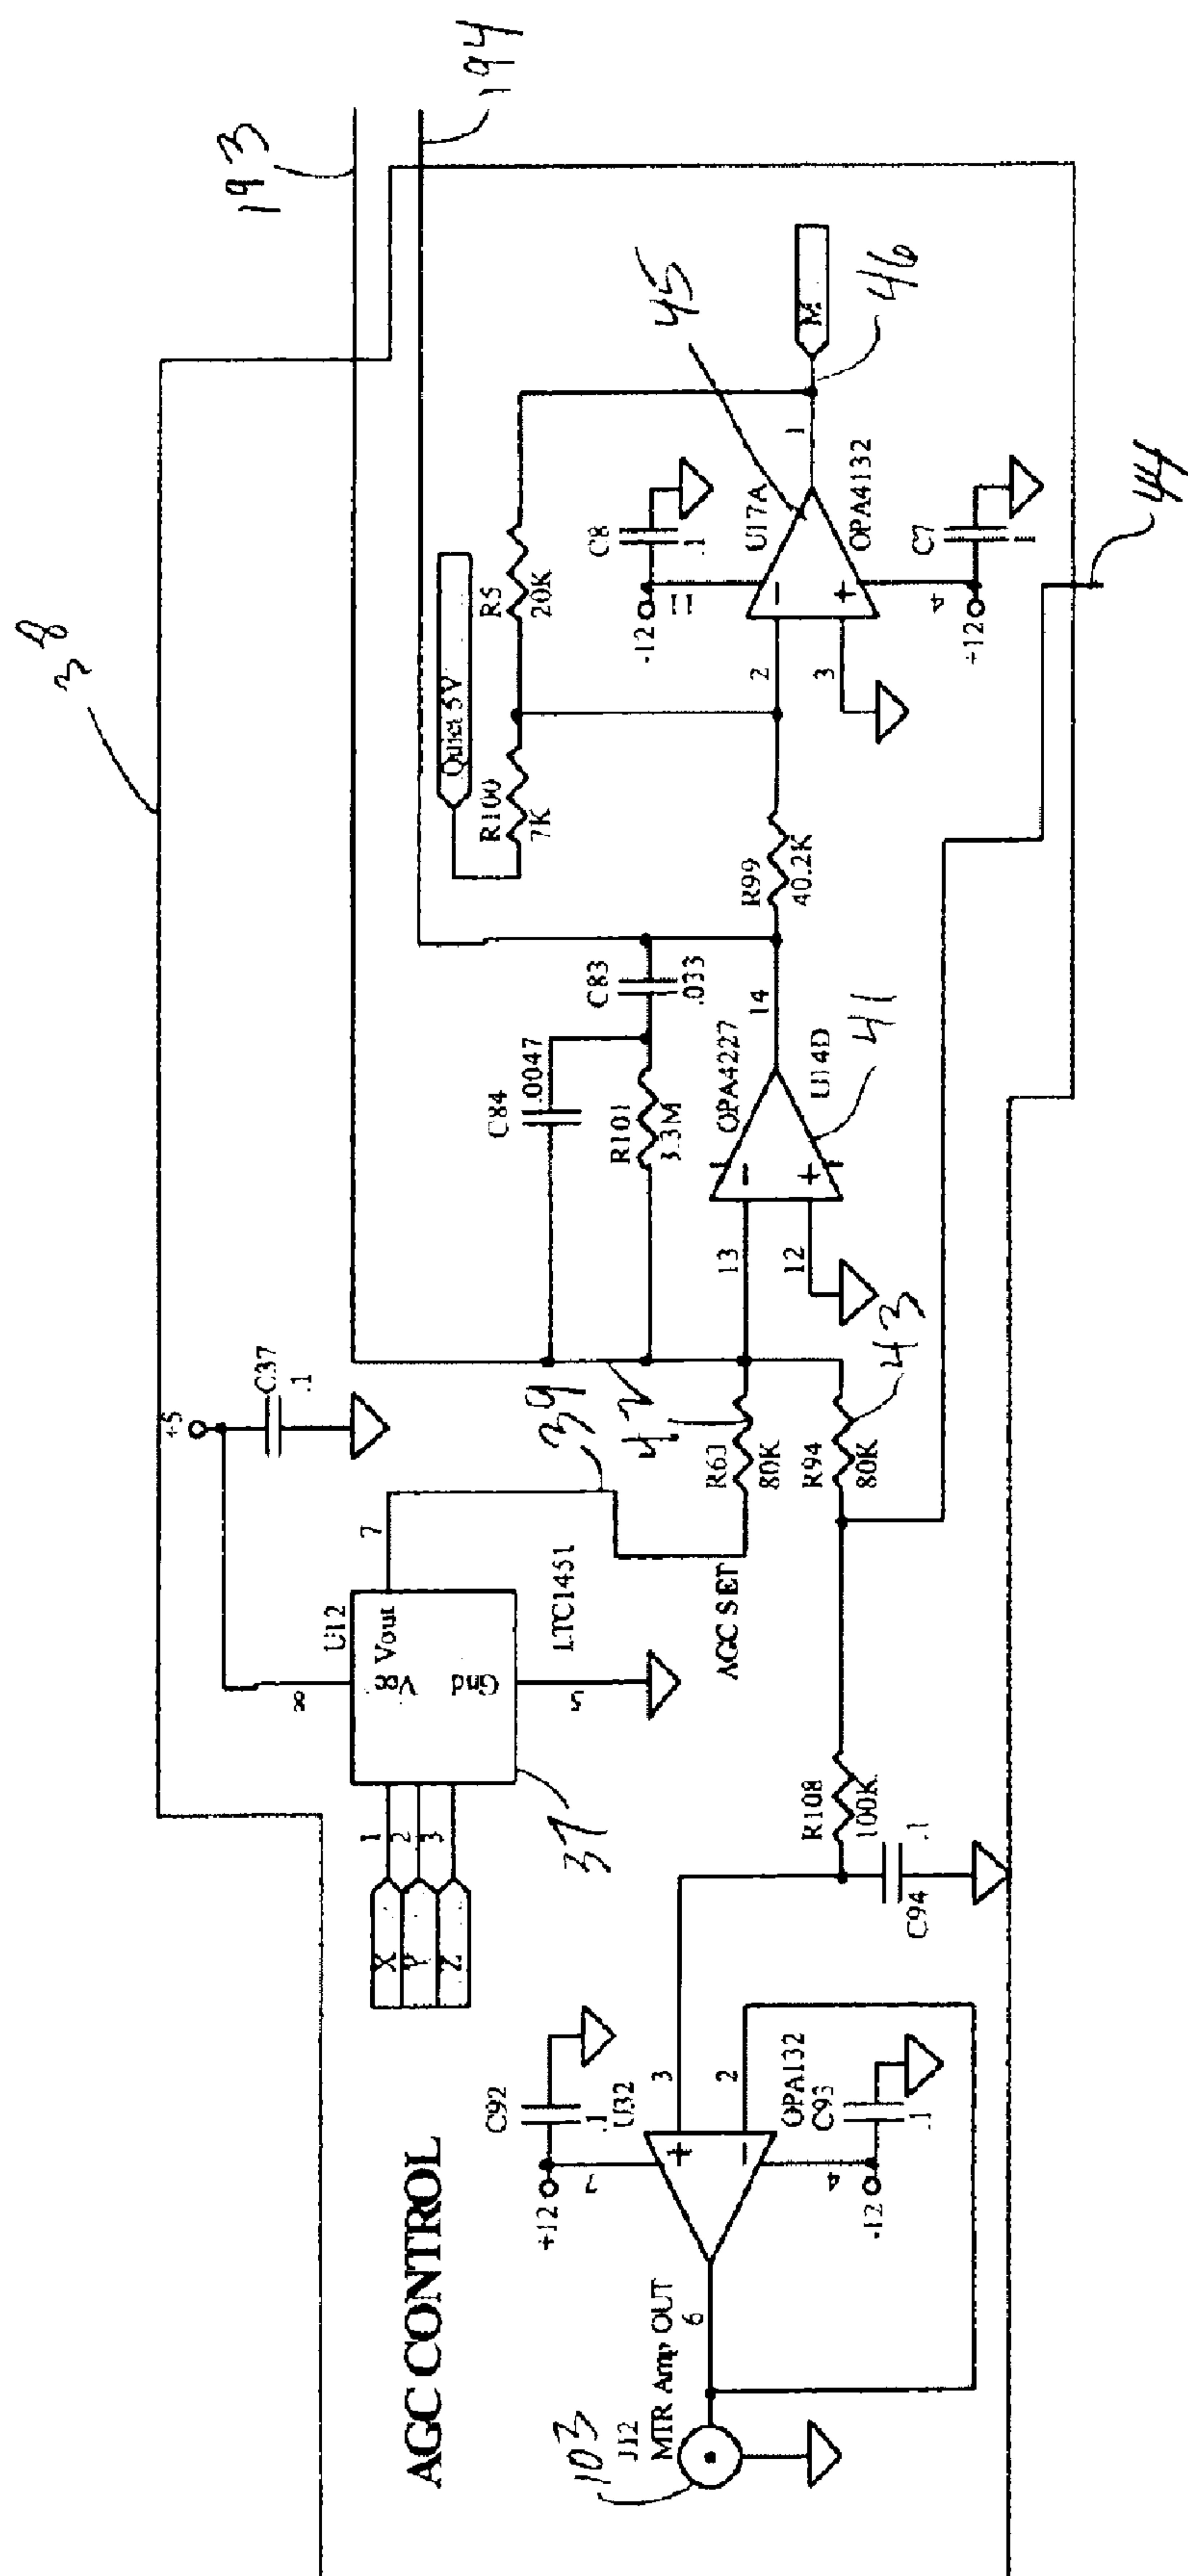 AGC CONTROL
38
193
194
103
J12
MTR Amp OUT
6
+12
7
C92
.1
U32
3
2
OPA132
C93
.1
4
-12
X
Y
Z
1
2
3
37
U12
Vout
Vcc
Gnd
8
5
7
LTC1451
+5
C37
.1
39
AGC SET
R108
100K
C94
.1
42
R63
80K
R94
80K
43
13
12
C84
.0047
R101
3.3M
C83
.033
OPA4227
U14D
14
41
R99
40.2K
R100
7K
Quiet 5V
R5
20K
2
3
-12
11
C8
.1
U17A
OPA4132
+12
4
C7
1
45
46
M
44